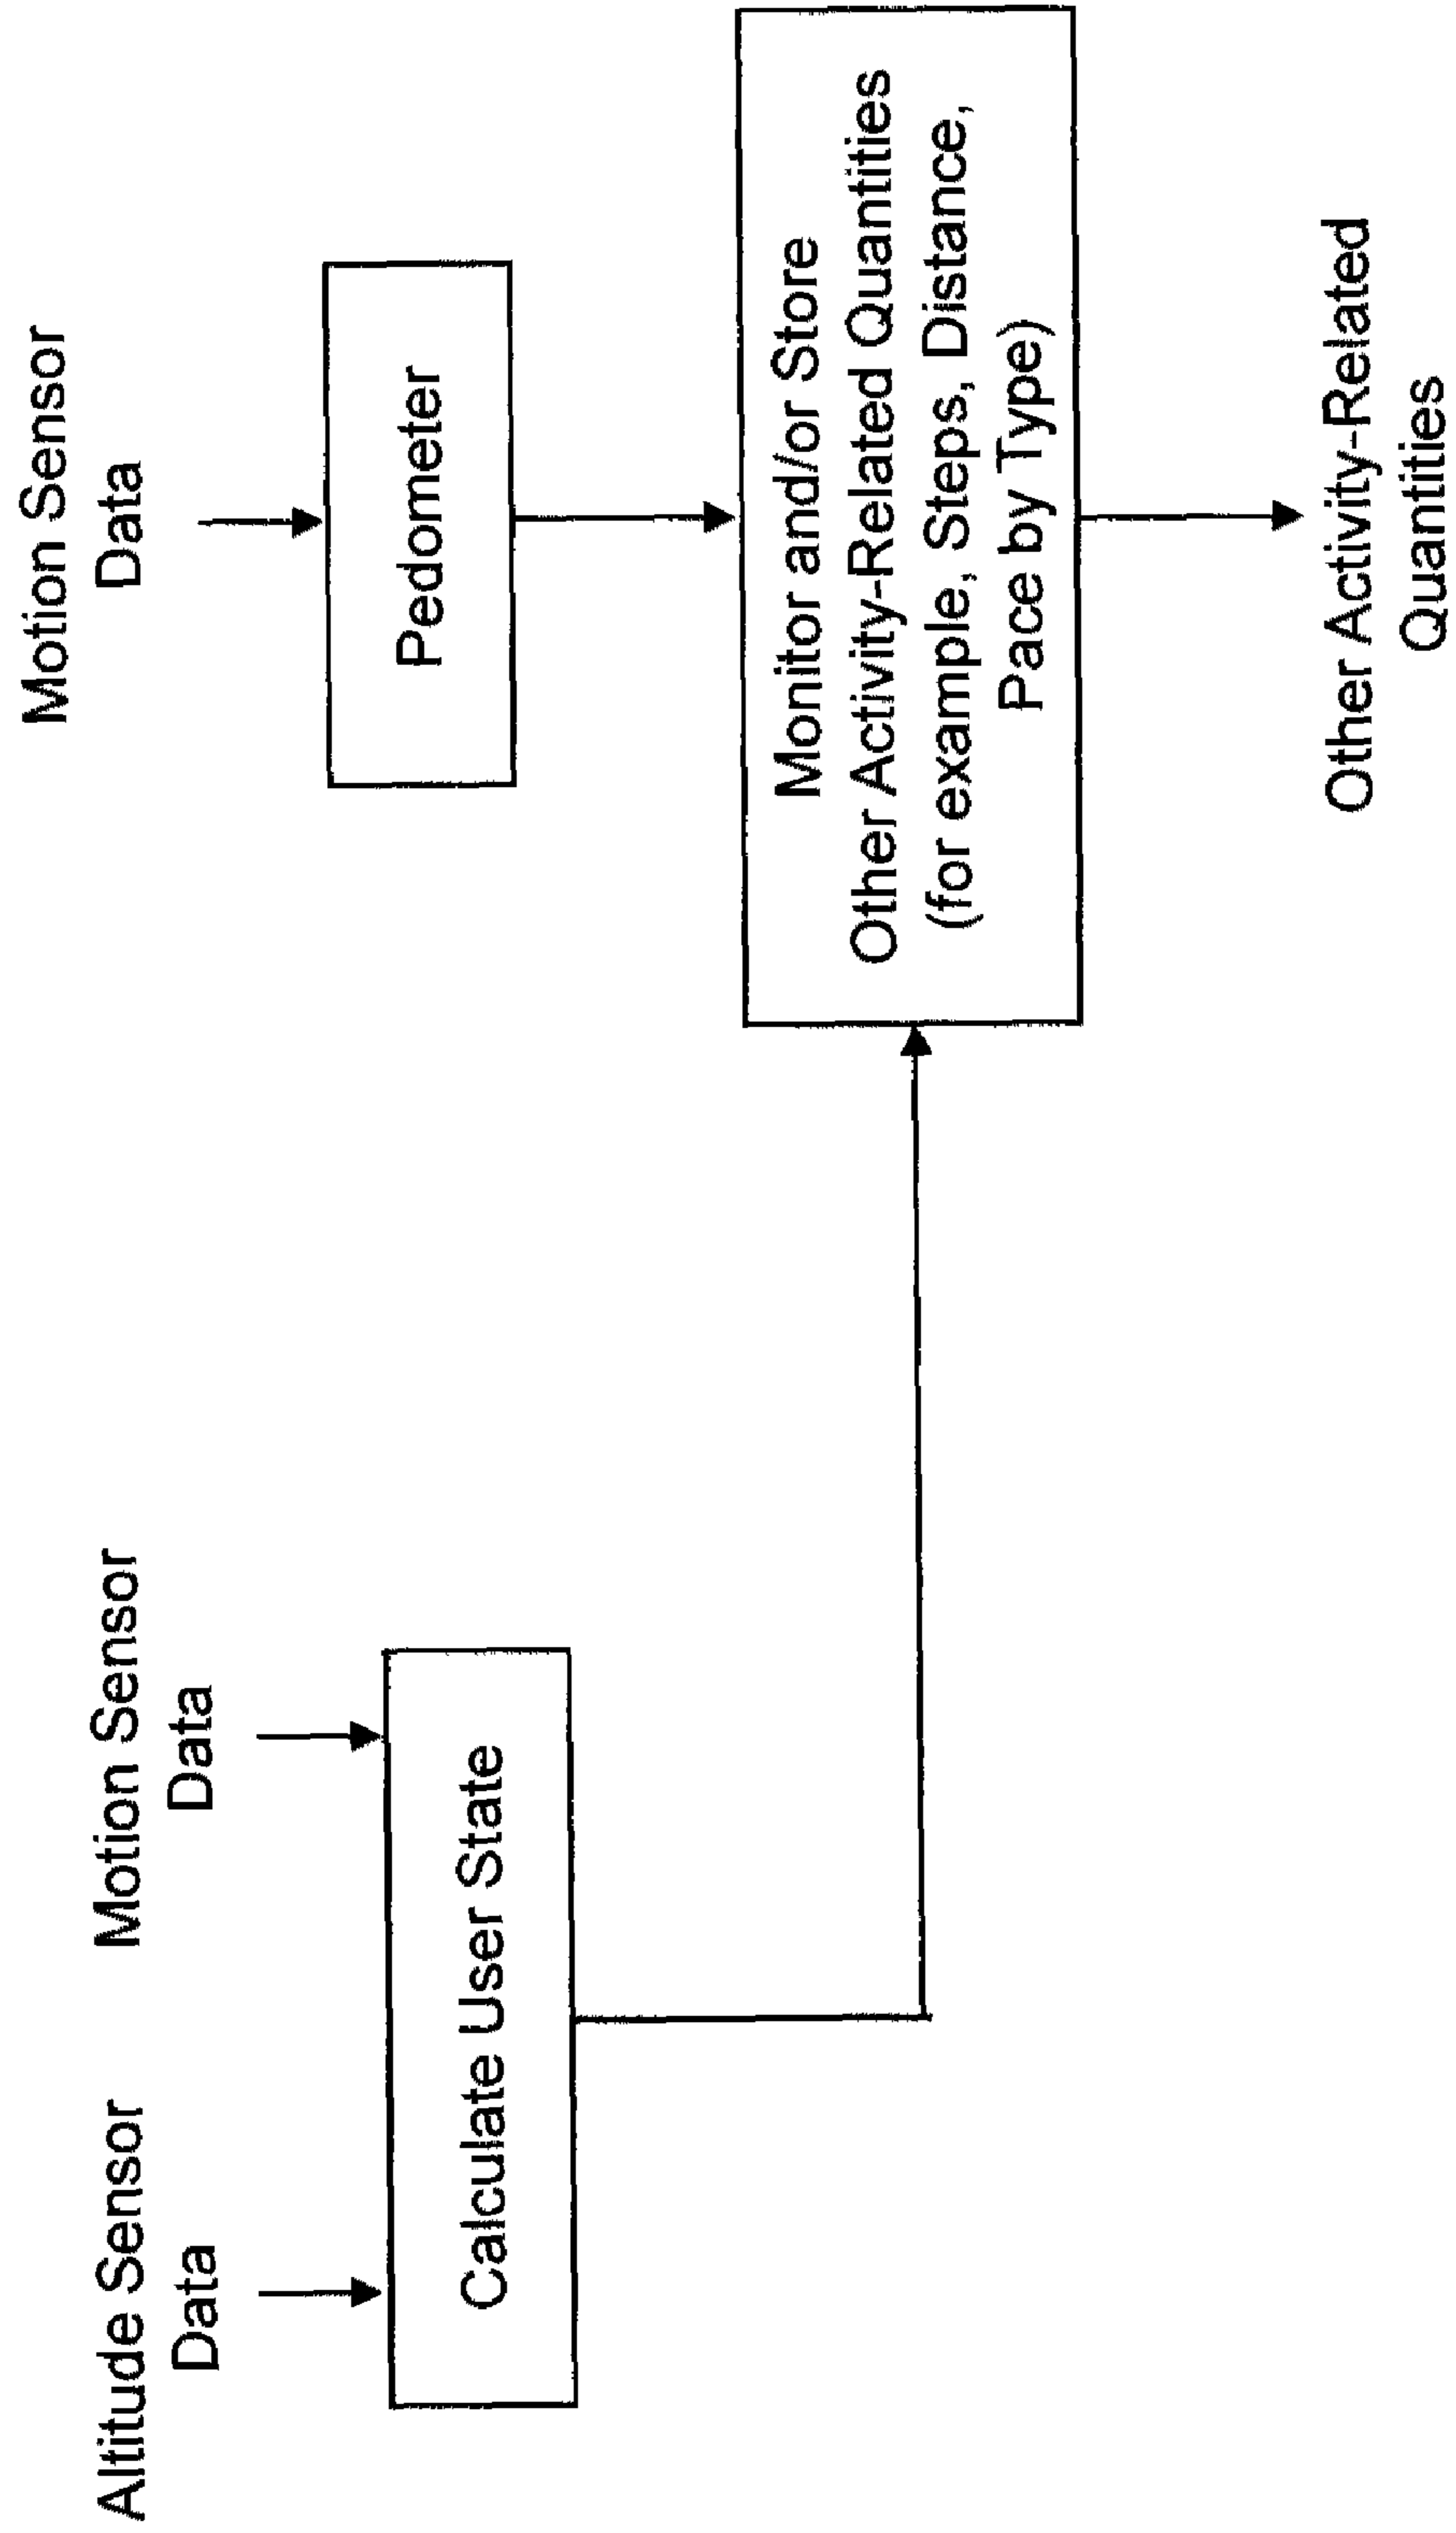 Altitude Sensor
Data
Motion Sensor
Data
Calculate User State
Motion Sensor
Data
Pedometer
Monitor and/or Store
Other Activity-Related Quantities
(for example, Steps, Distance,
Pace by Type)
Other Activity-Related
Quantities